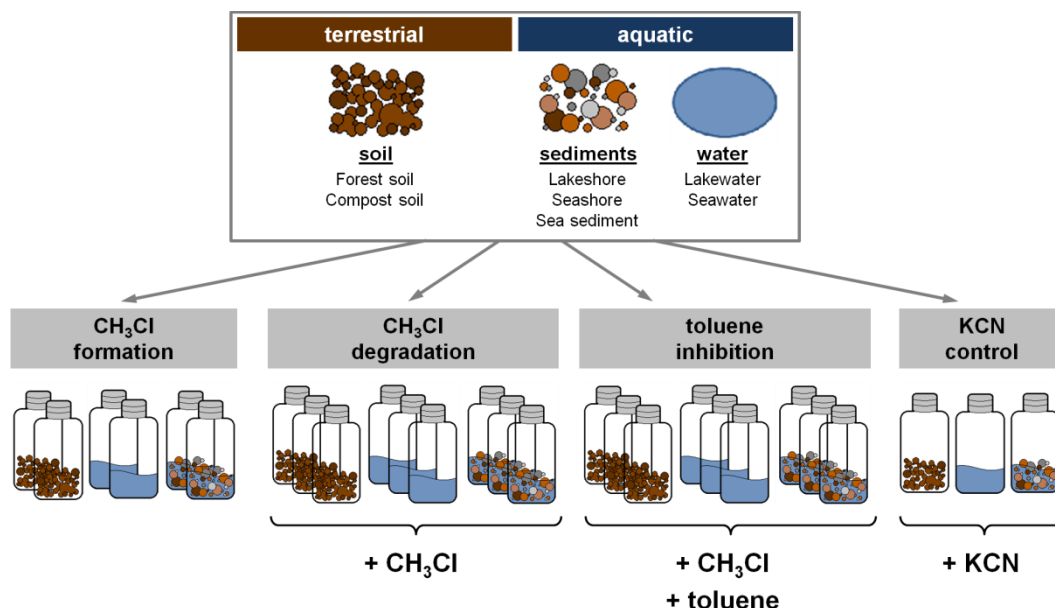 terrestrial
aquatic
soil
Forest soil
Compost soil
sediments
Lakeshore
Seashore
Sea sediment
water
Lakewater
Seawater
CH₃Cl
formation
CH₃Cl
degradation
toluene
inhibition
KCN
control
+ CH₃Cl
+ CH₃Cl
+ toluene
+ KCN